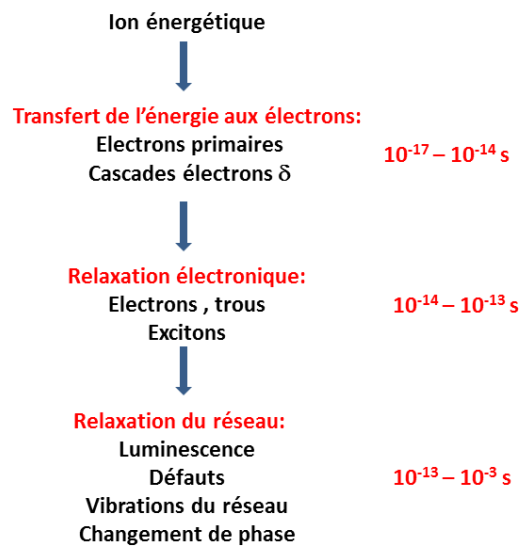 Ion énergétique
Transfert de l'énergie aux électrons:
Electrons primaires
Cascades électrons δ
10⁻¹⁷ – 10⁻¹⁴ s
Relaxation électronique:
Electrons , trous
Excitons
10⁻¹⁴ – 10⁻¹³ s
Relaxation du réseau:
Luminescence
Défauts
Vibrations du réseau
Changement de phase
10⁻¹³ – 10⁻³ s